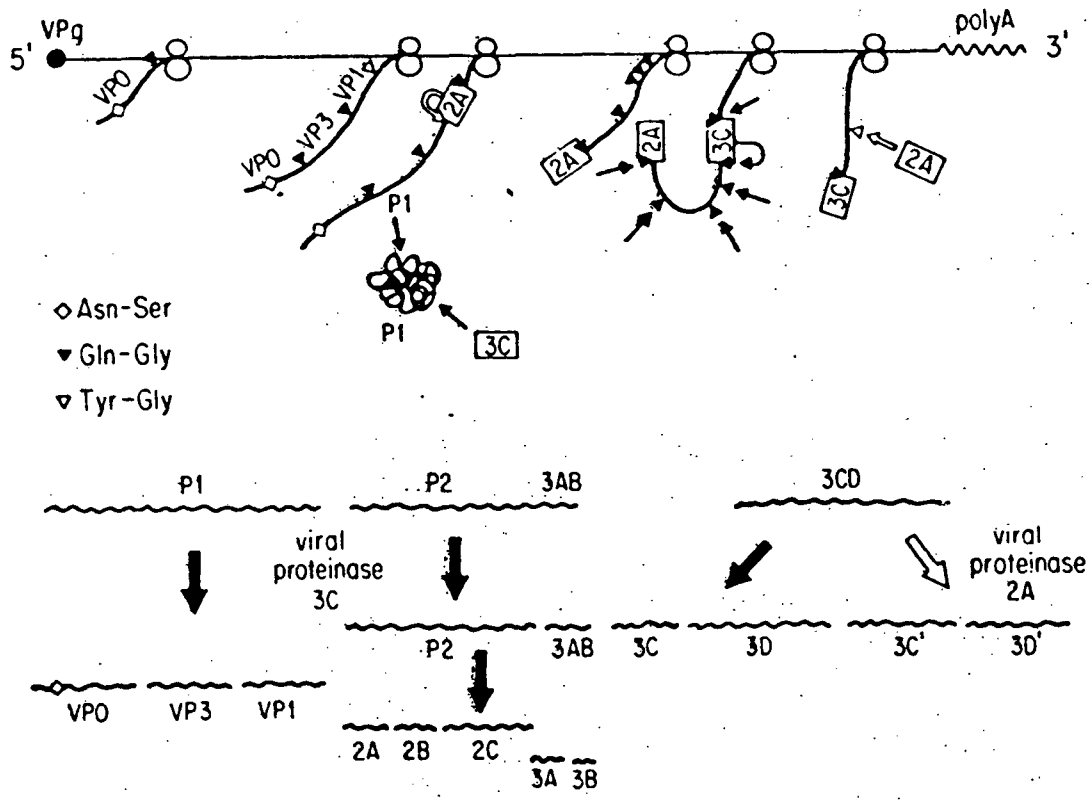 VPg
polyA
5'
3'
VPO
VPO
VP3
VP1
2A
2A
2A
3C
3C
2A
P1
P1
3C
Asn-Ser
Gln-Gly
Tyr-Gly
P1
P2
3AB
3CD
viral
proteinase
3C
viral
proteinase
2A
P2
3AB
3C
3D
3C'
3D'
VPO
VP3
VP1
2A
2B
2C
3A
3B